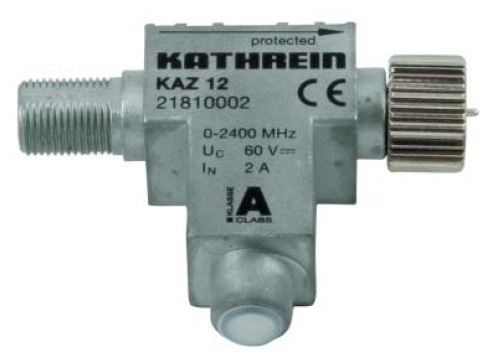 protected
KATHREIN
KAZ 12
21810002
CE
0-2400 MHz
UC 60 V⎓
IN 2 A
KLASSE
A
CLASS